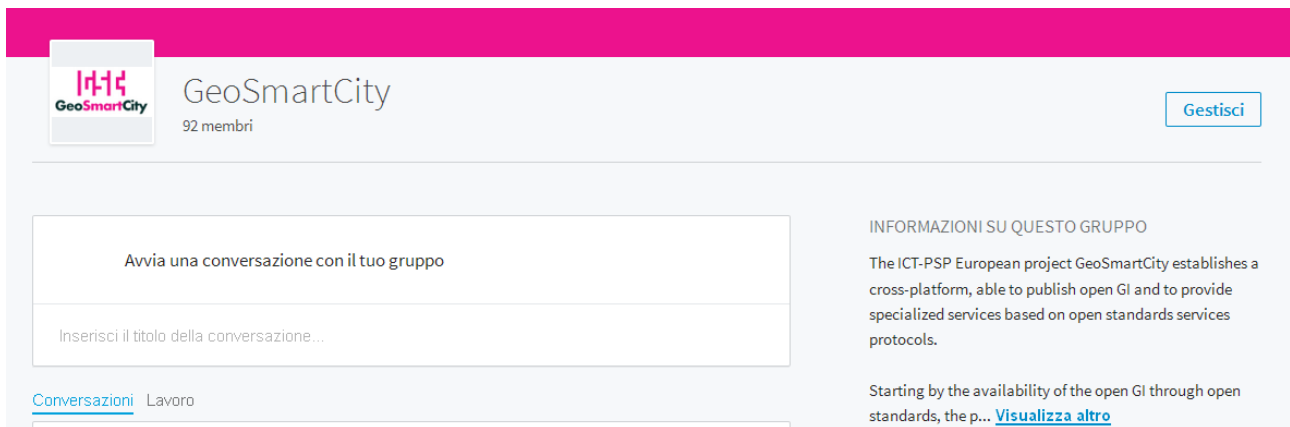 GeoSmartCity
GeoSmartCity
92 membri
Gestisci
Avvia una conversazione con il tuo gruppo
Inserisci il titolo della conversazione...
Conversazioni Lavoro
INFORMAZIONI SU QUESTO GRUPPO
The ICT-PSP European project GeoSmartCity establishes a
cross-platform, able to publish open GI and to provide
specialized services based on open standards services
protocols.
Starting by the availability of the open GI through open
standards, the p... Visualizza altro